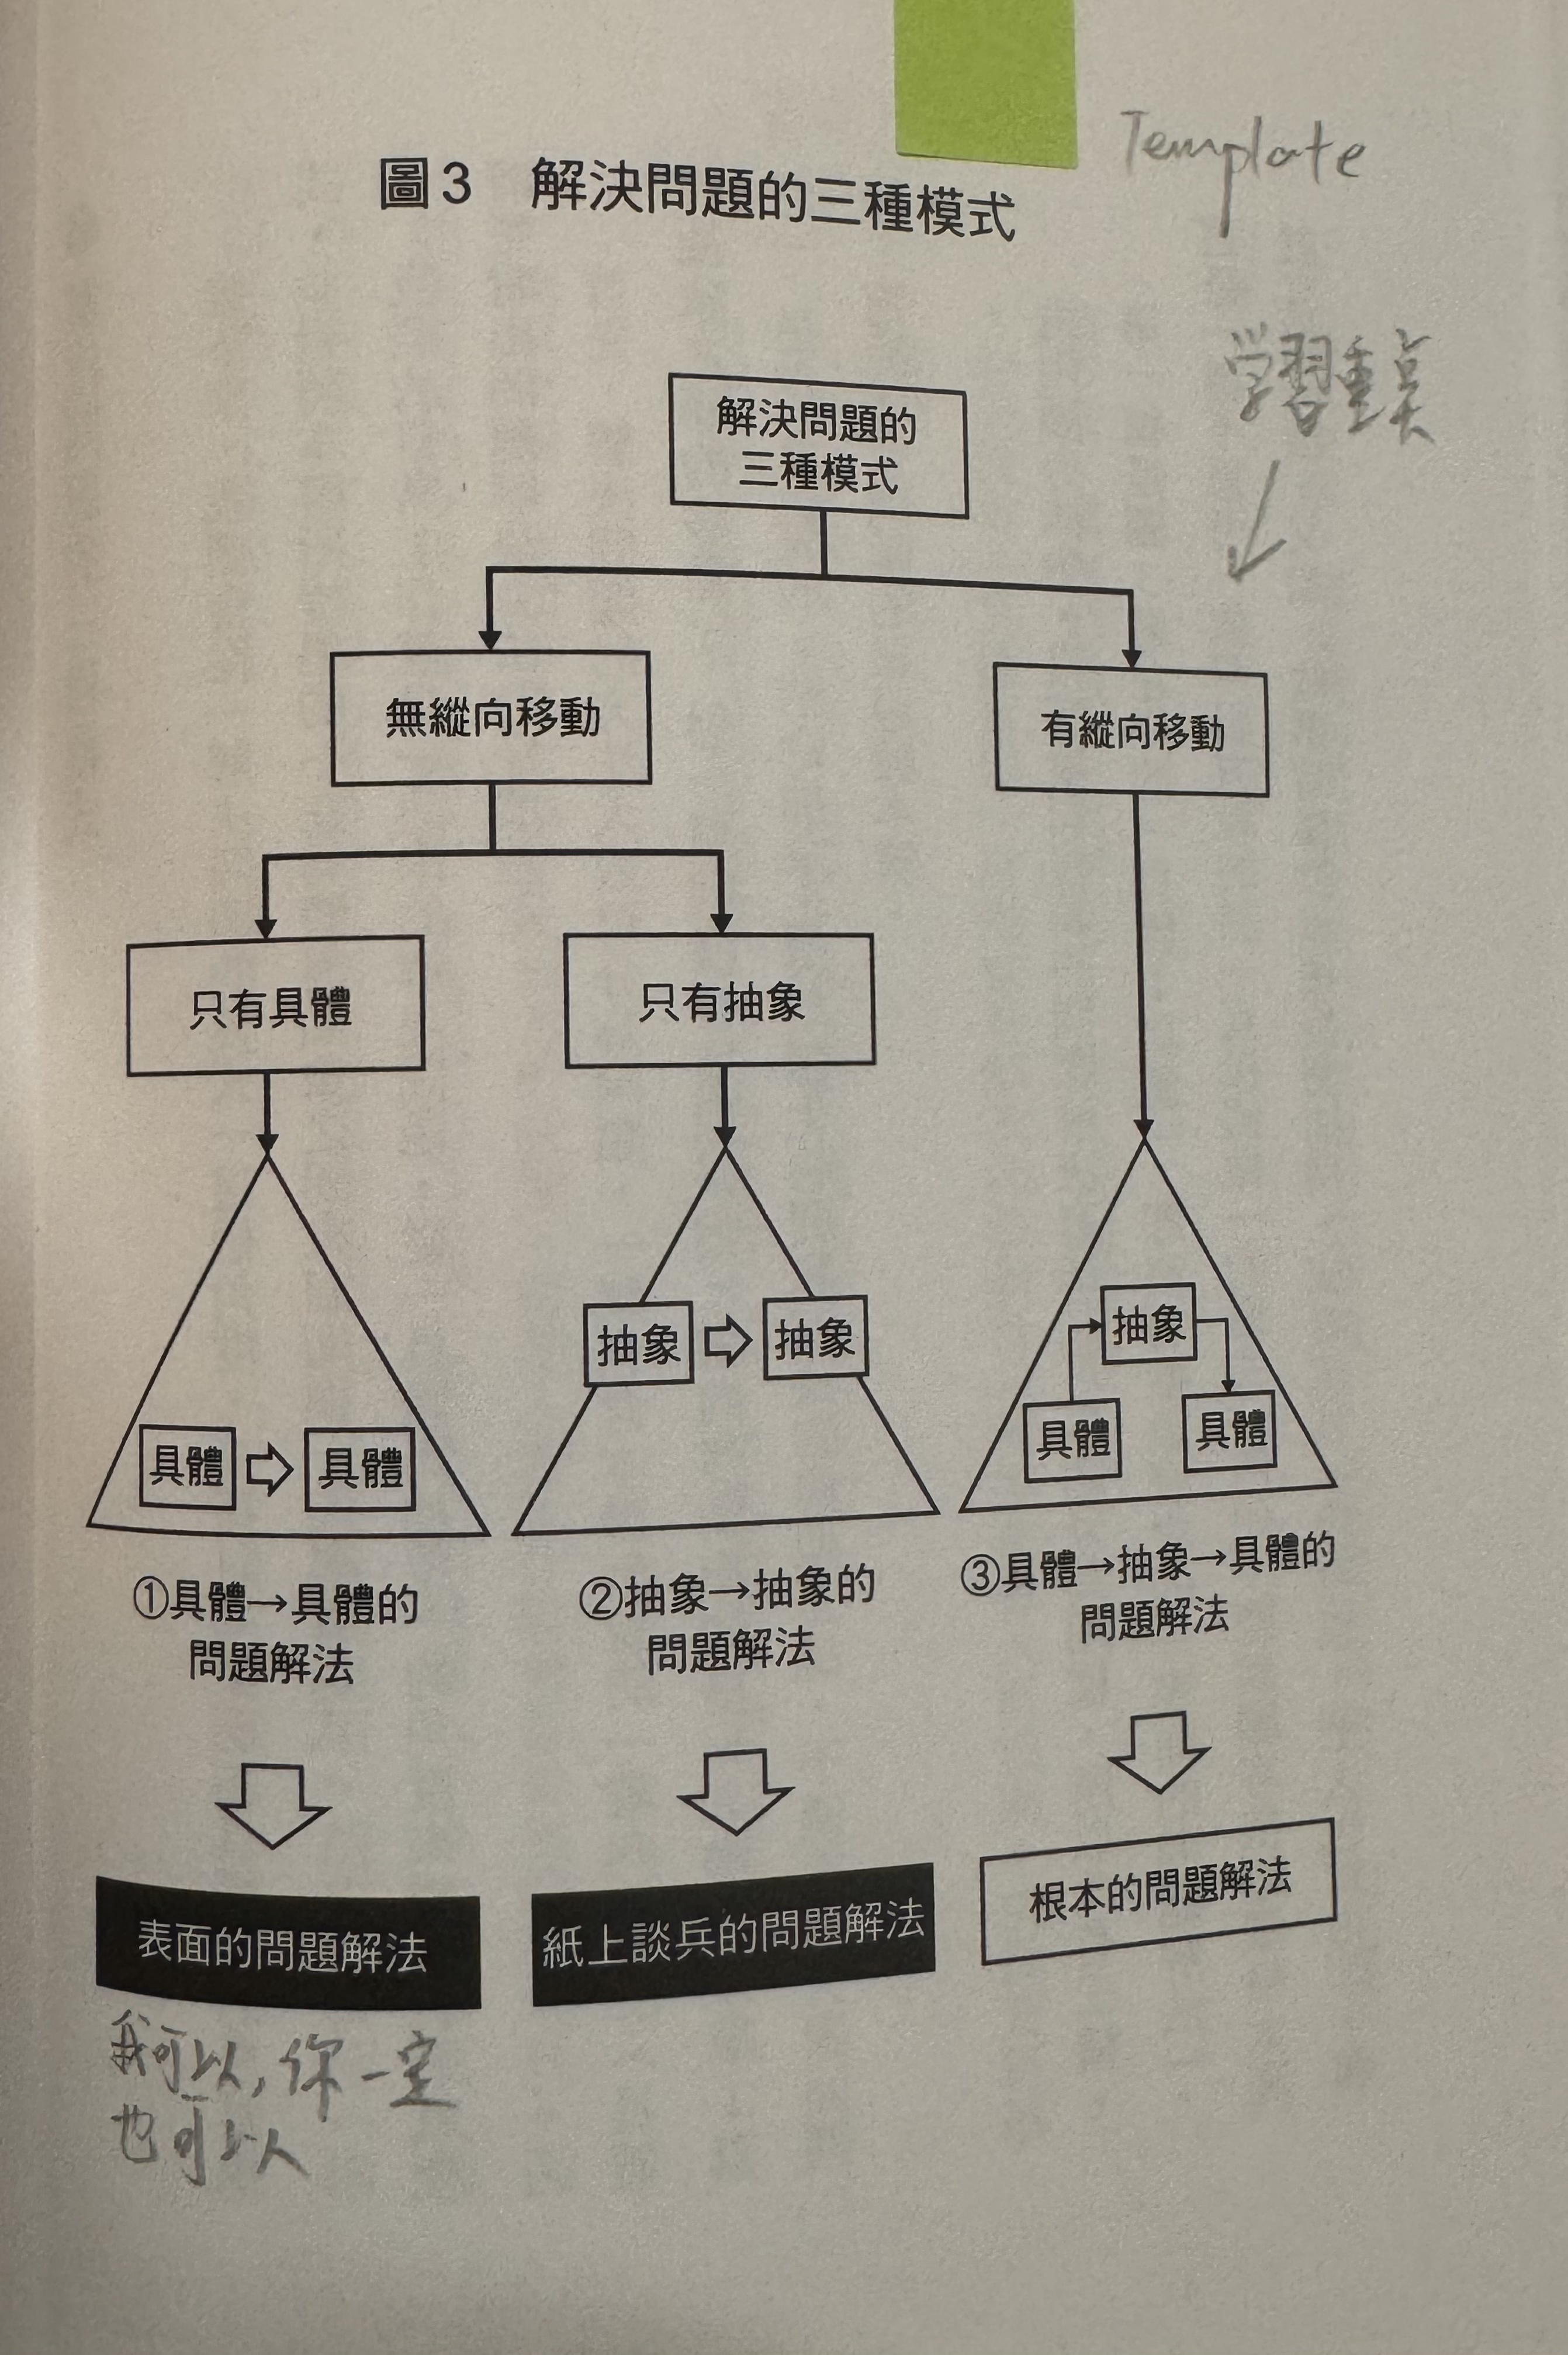 Template
圖3 解決問題的三種模式
学習重点
解決問題的
三種模式
無縱向移動
有縱向移動
只有具體
只有抽象
具體
具體
抽象
抽象
抽象
具體
具體
①具體→具體的
問題解法
②抽象→抽象的
問題解法
③具體→抽象→具體的
問題解法
表面的問題解法
紙上談兵的問題解法
根本的問題解法
我可以,你一定
也可以